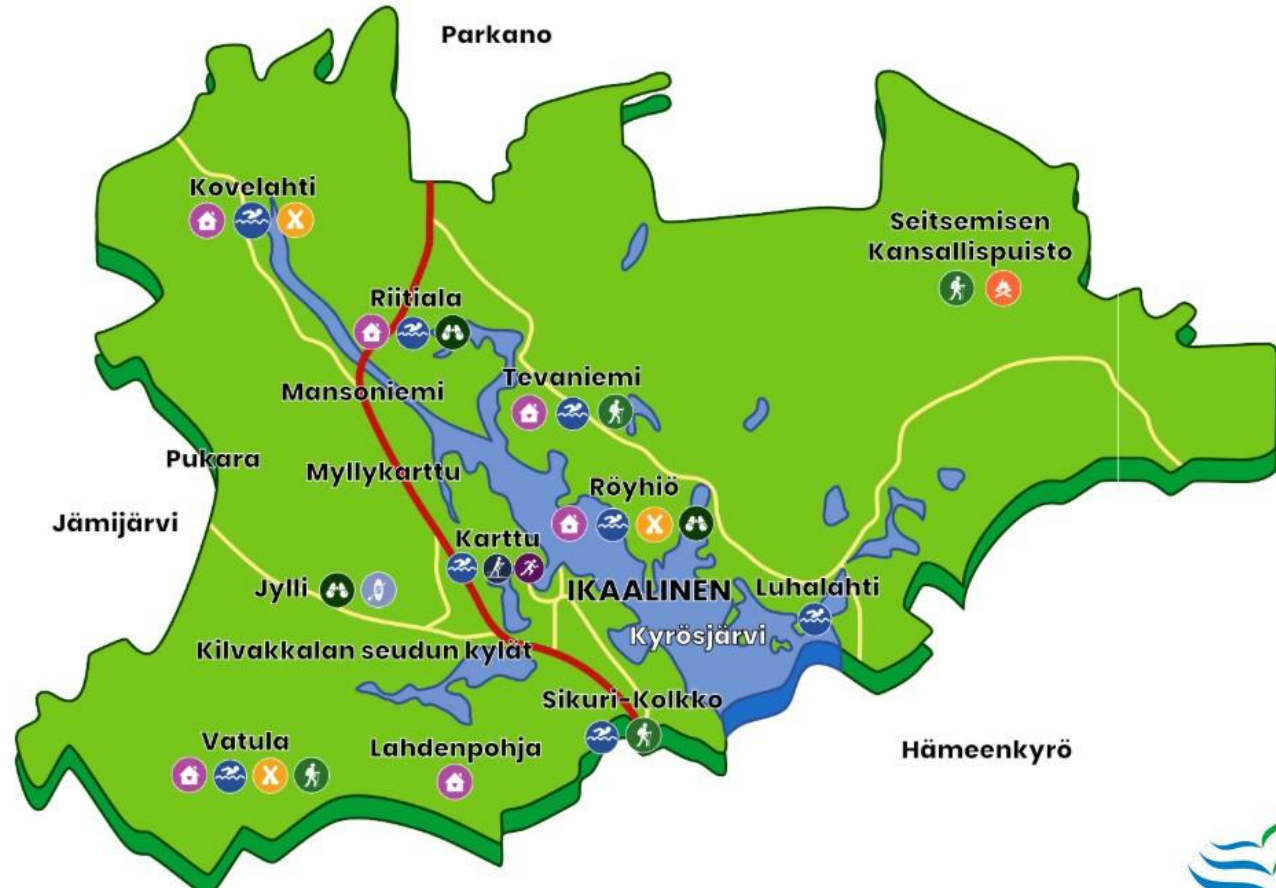 Parkano
Kovelahti
Seitsemisen
Kansallispuisto
Riitiala
Tevaniemi
Mansoniemi
Pukara
Myllykarttu
Röyhiö
Jämijärvi
Karttu
Jylli
IKAALINEN
Luhalahti
Kyrösjärvi
Kilvakkalan seudun kylät
Sikuri-Kolkko
Vatula
Lahdenpohja
Hämeenkyrö